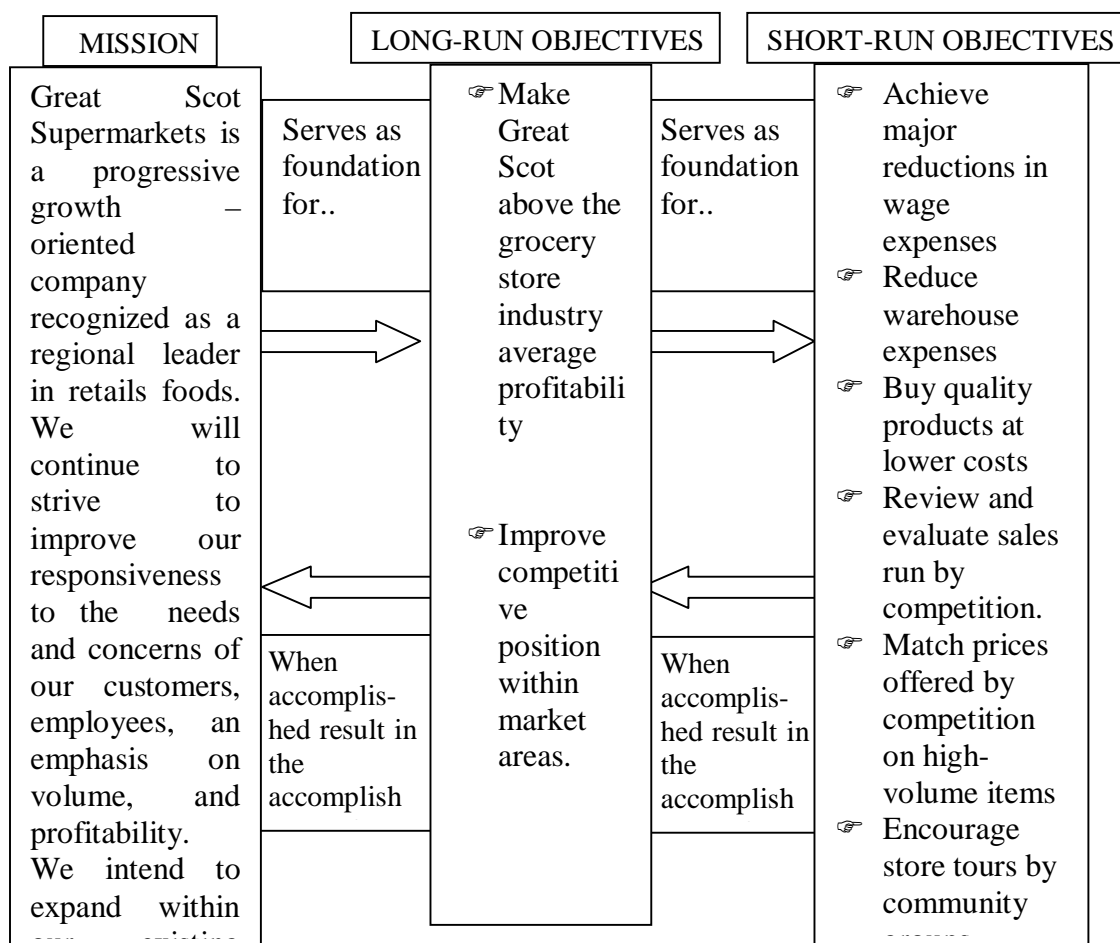 MISSION
Great Scot
Supermarkets is
a progressive
growth –
oriented
company
recognized as a
regional leader
in retails foods.
We will
continue to
strive to
improve our
responsiveness
to the needs
and concerns of
our customers,
employees, an
emphasis on
volume, and
profitability.
We intend to
expand within
Serves as
foundation
for..
When
accomplis-
hed result in
the
accomplish
LONG-RUN OBJECTIVES
☞ Make
Great
Scot
above the
grocery
store
industry
average
profitabili
ty
☞ Improve
competiti
ve
position
within
market
areas.
Serves as
foundation
for..
When
accomplis-
hed result in
the
accomplish
SHORT-RUN OBJECTIVES
☞ Achieve
major
reductions in
wage
expenses
☞ Reduce
warehouse
expenses
☞ Buy quality
products at
lower costs
☞ Review and
evaluate sales
run by
competition.
☞ Match prices
offered by
competition
on high-
volume items
☞ Encourage
store tours by
community